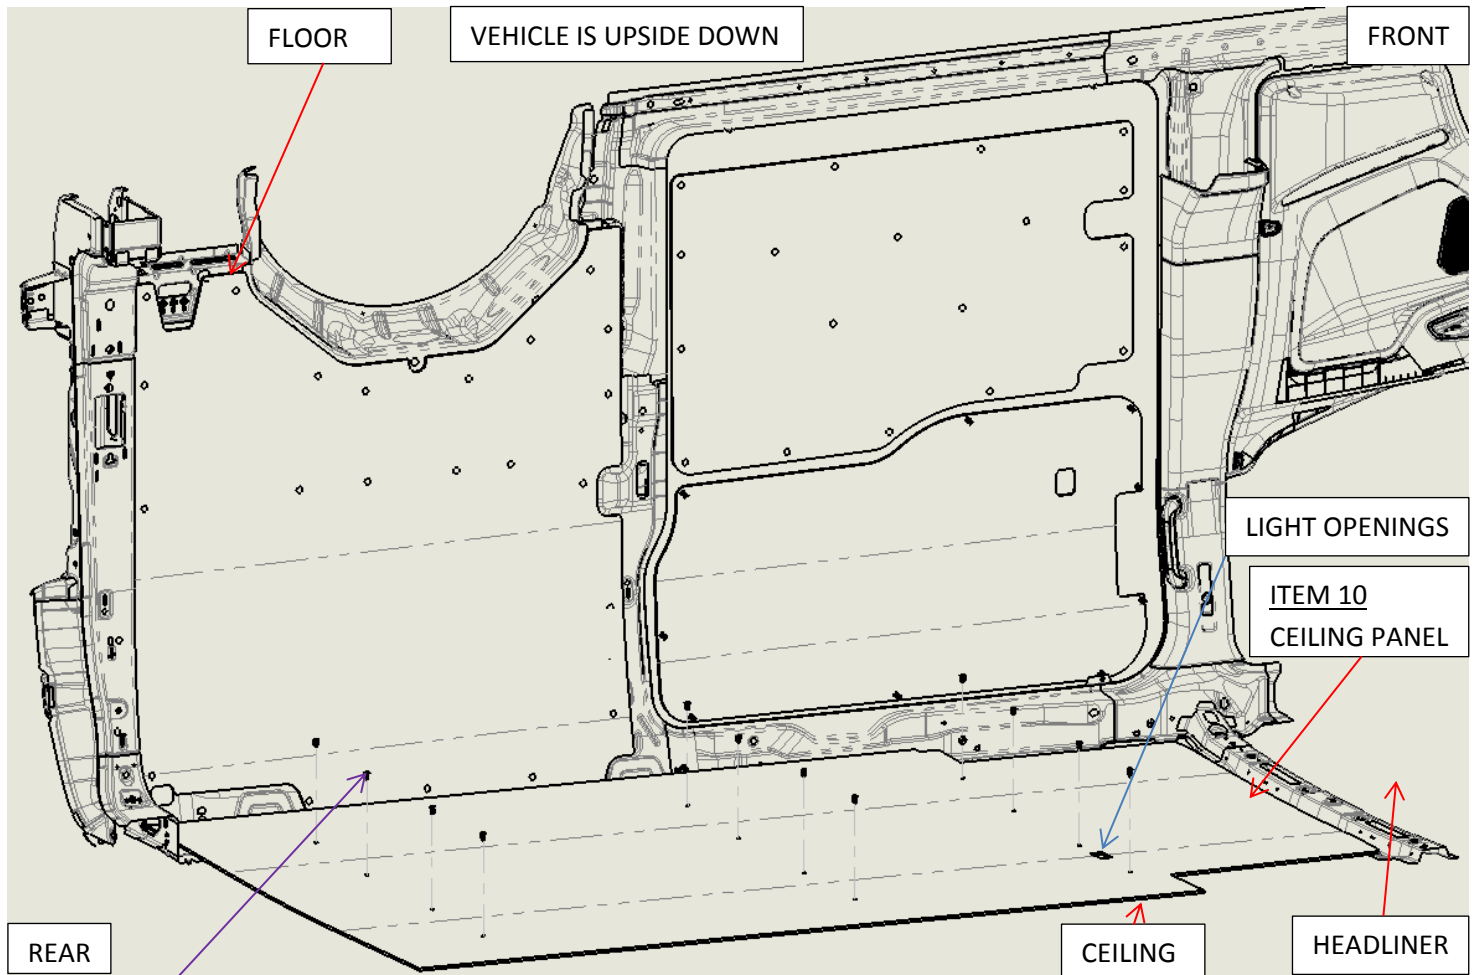 FLOOR
VEHICLE IS UPSIDE DOWN
FRONT
LIGHT OPENINGS
ITEM 10
CEILING PANEL
REAR
CEILING
HEADLINER